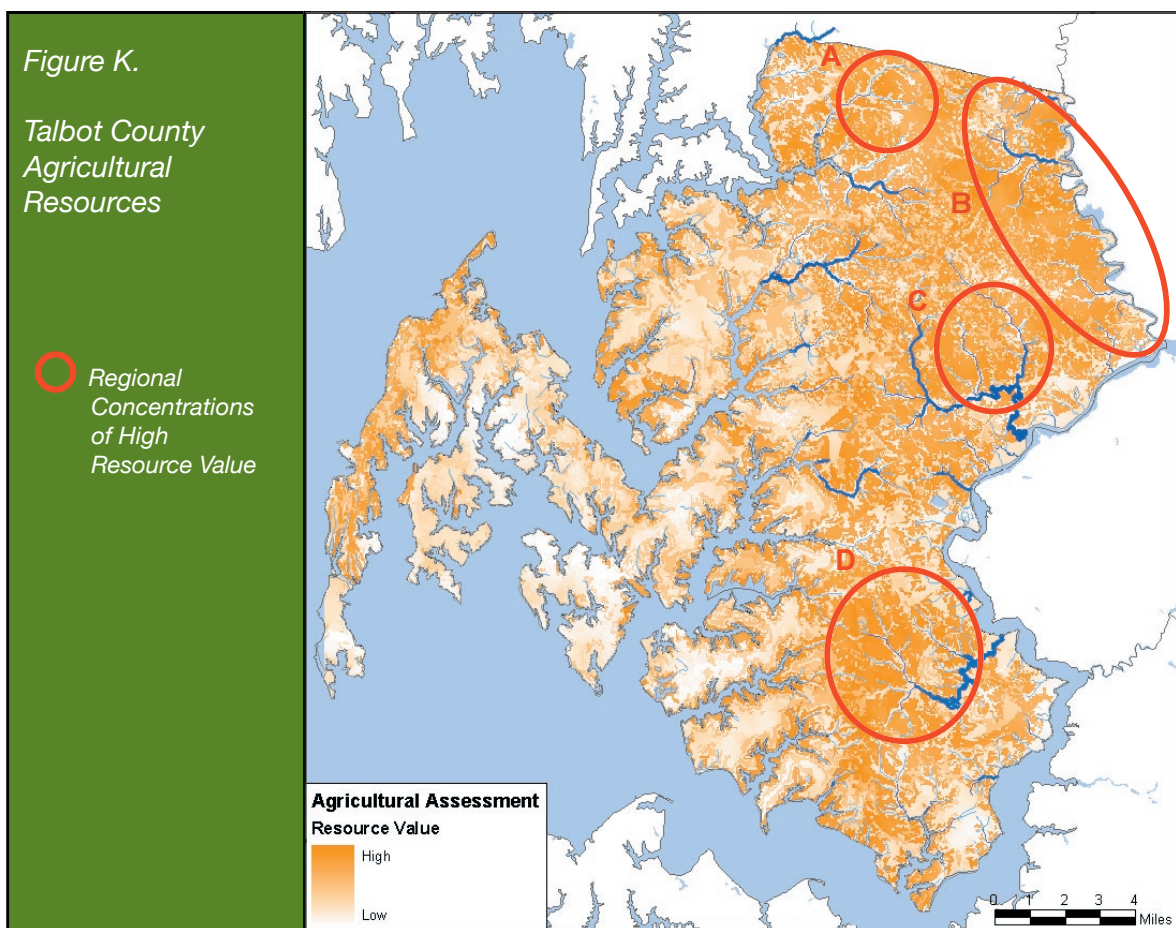 Figure K.
Talbot County
Agricultural
Resources
Regional
Concentrations
of High
Resource Value
A
B
C
D
Agricultural Assessment
Resource Value
High
Low
0 1 2 3 4
Miles